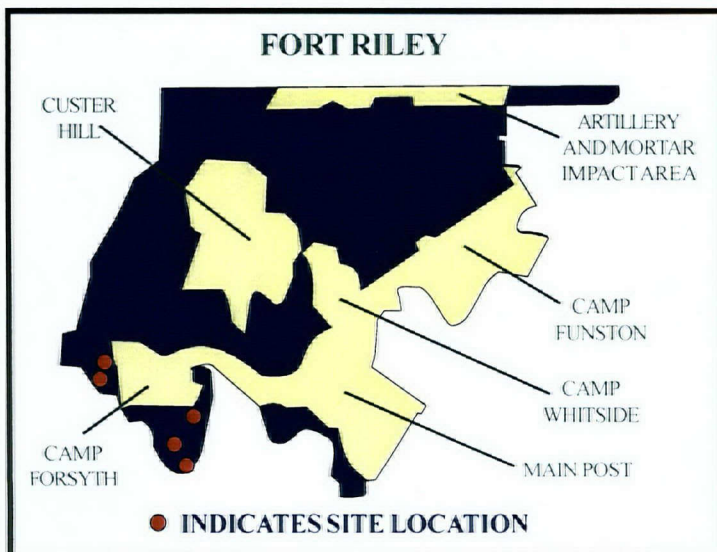 FORT RILEY
CUSTER
HILL
ARTILLERY
AND MORTAR
IMPACT AREA
CAMP
FUNSTON
CAMP
WHITSIDE
CAMP
FORSYTH
MAIN POST
INDICATES SITE LOCATION